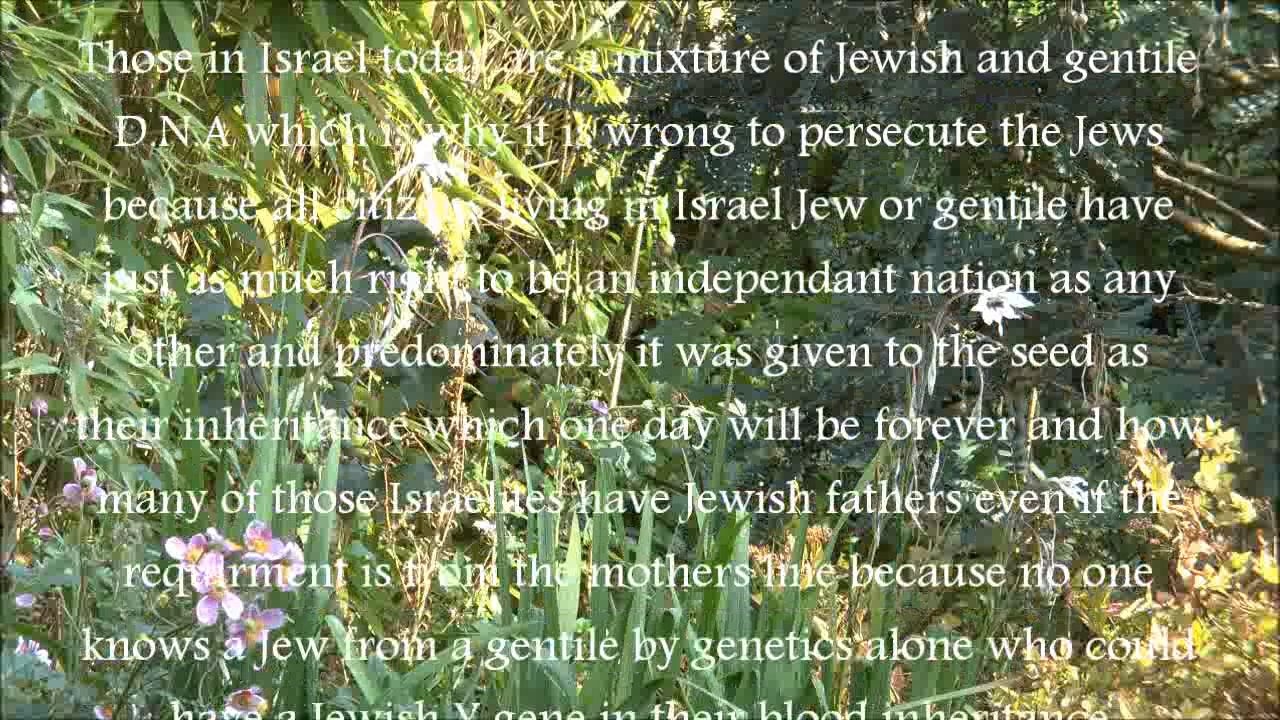 Those in Israel today are a mixture of Jewish and gentile
D.N.A which is why it is wrong to persecute the Jews
because all citizens living in Israel Jew or gentile have
just as much right to be an independant nation as any
other and predominately it was given to the seed as
their inheritance which one day will be forever and how
many of those Israelites have Jewish fathers even if the
requirment is from the mothers line because no one
knows a Jew from a gentile by genetics alone who could
have a Jewish Y gene in their blood inheritance